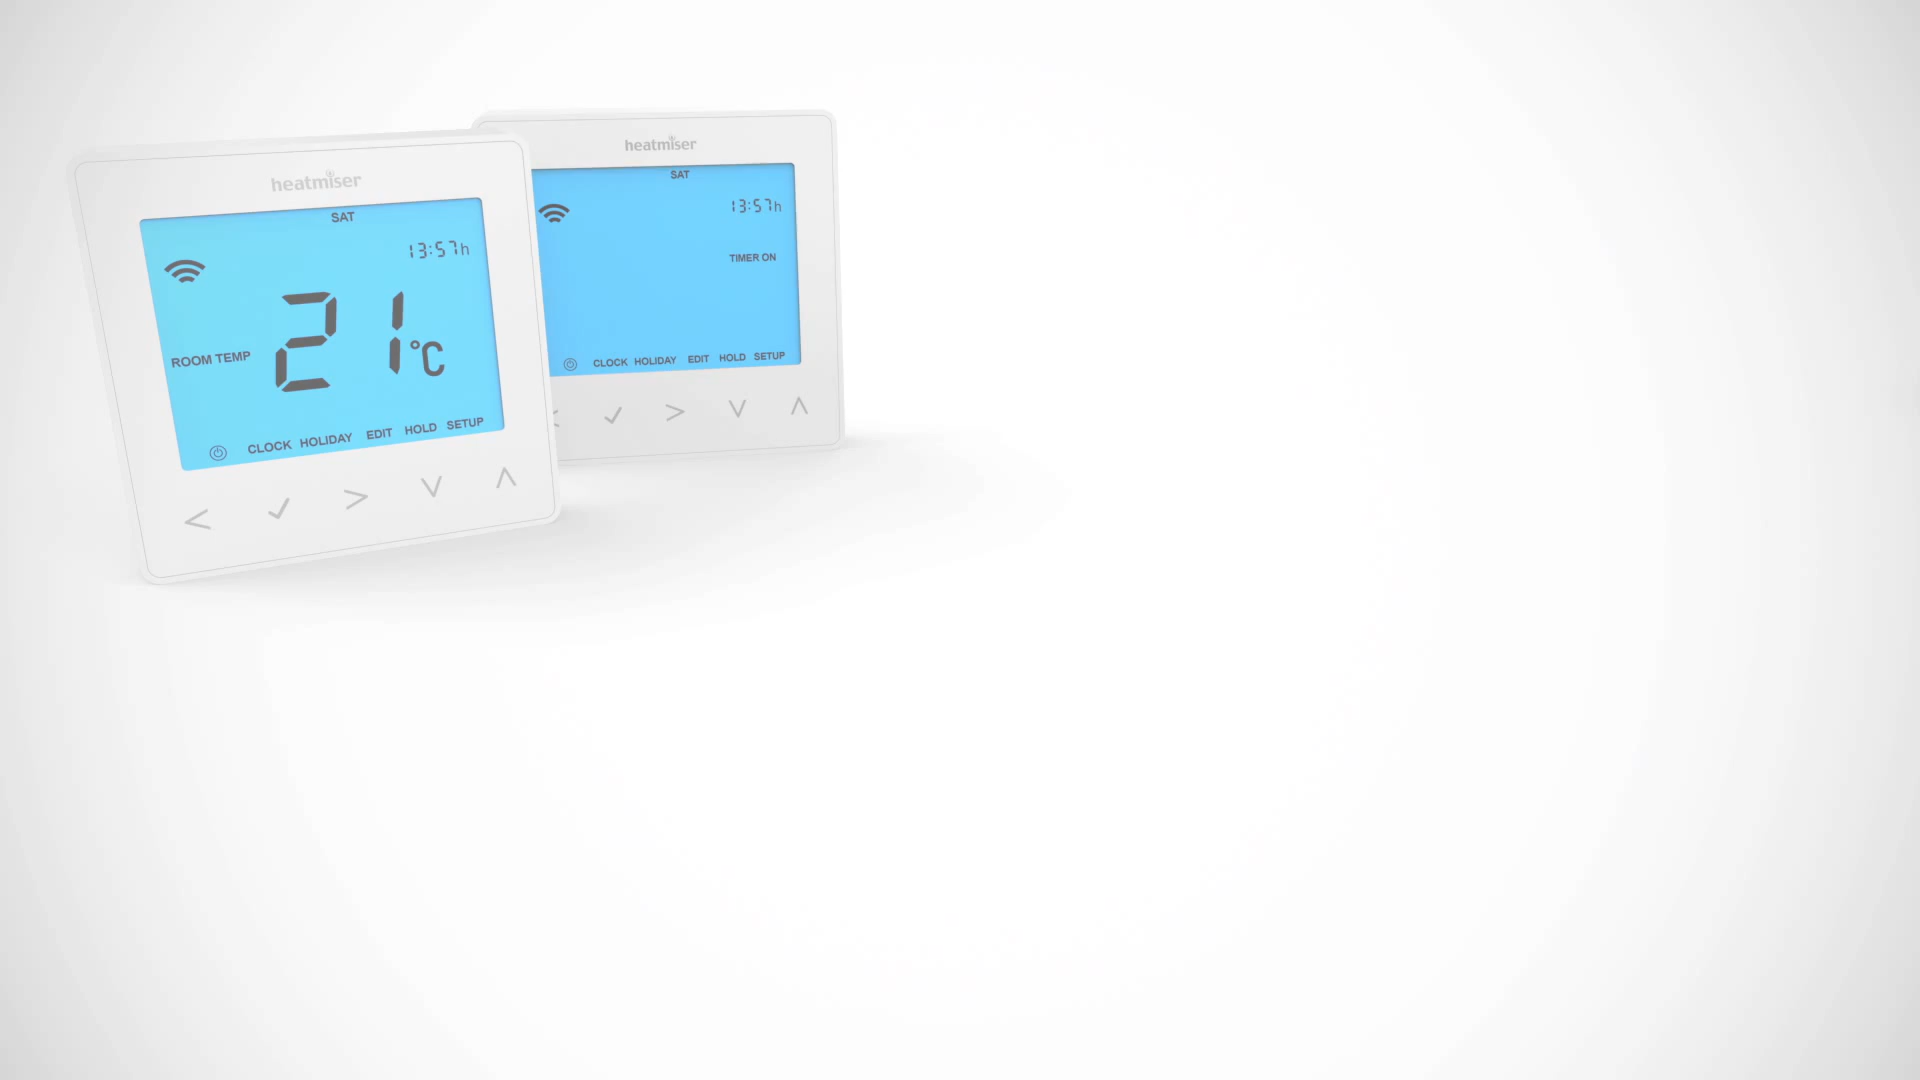 heatmiser
SAT
13:57h
ROOM TEMP
21°C
CLOCK HOLIDAY EDIT HOLD SETUP
heatmiser
SAT
13:57h
TIMER ON
CLOCK HOLIDAY EDIT HOLD SETUP